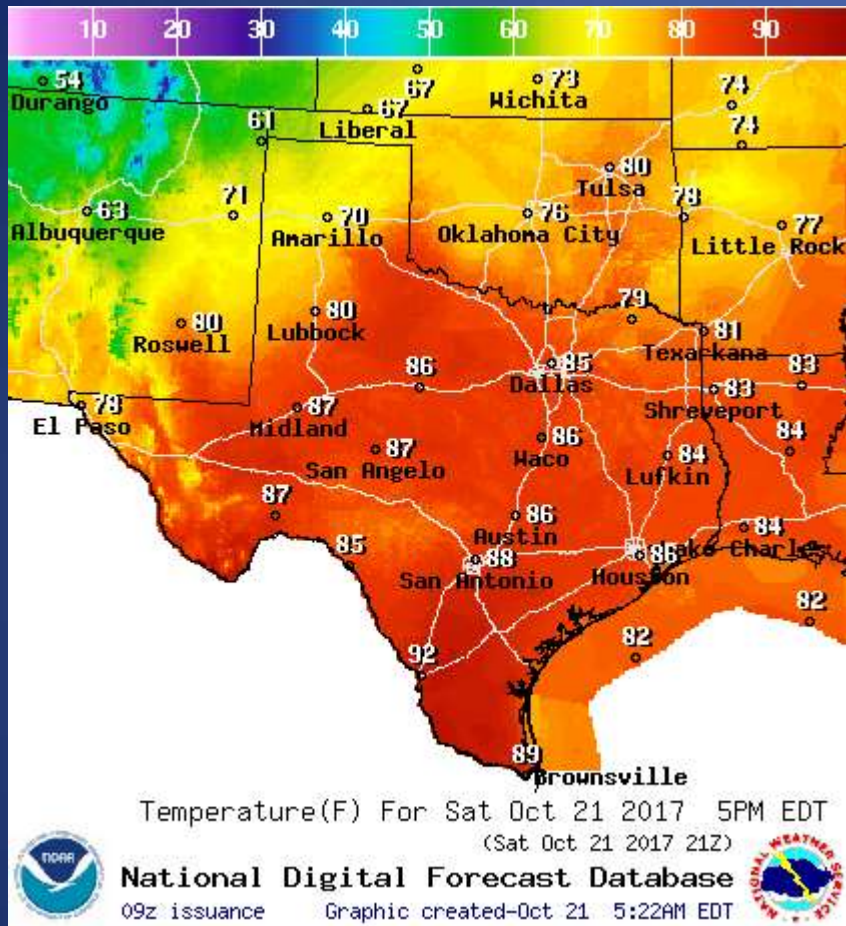 10 20 30 40 50 60 70 80 90
54
Durango
67
73
Wichita
74
67
Liberal
61
74
80
Tulsa
63
Albuquerque
71
70
Amarillo
76
Oklahoma City
78
77
Little Rock
80
Roswell
80
Lubbock
79
81
Texarkana
86
85
Dallas
83
Shreveport
83
78
El Paso
87
Midland
87
San Angelo
86
Waco
84
Lufkin
84
87
86
Austin
84
Lake Charles
85
88
San Antonio
86
Houston
82
82
92
89
Brownsville
Temperature(F) For Sat Oct 21 2017 5PM EDT
(Sat Oct 21 2017 21Z)
National Digital Forecast Database
09z issuance Graphic created-Oct 21 5:22AM EDT
NOAA
NATIONAL WEATHER SERVICE